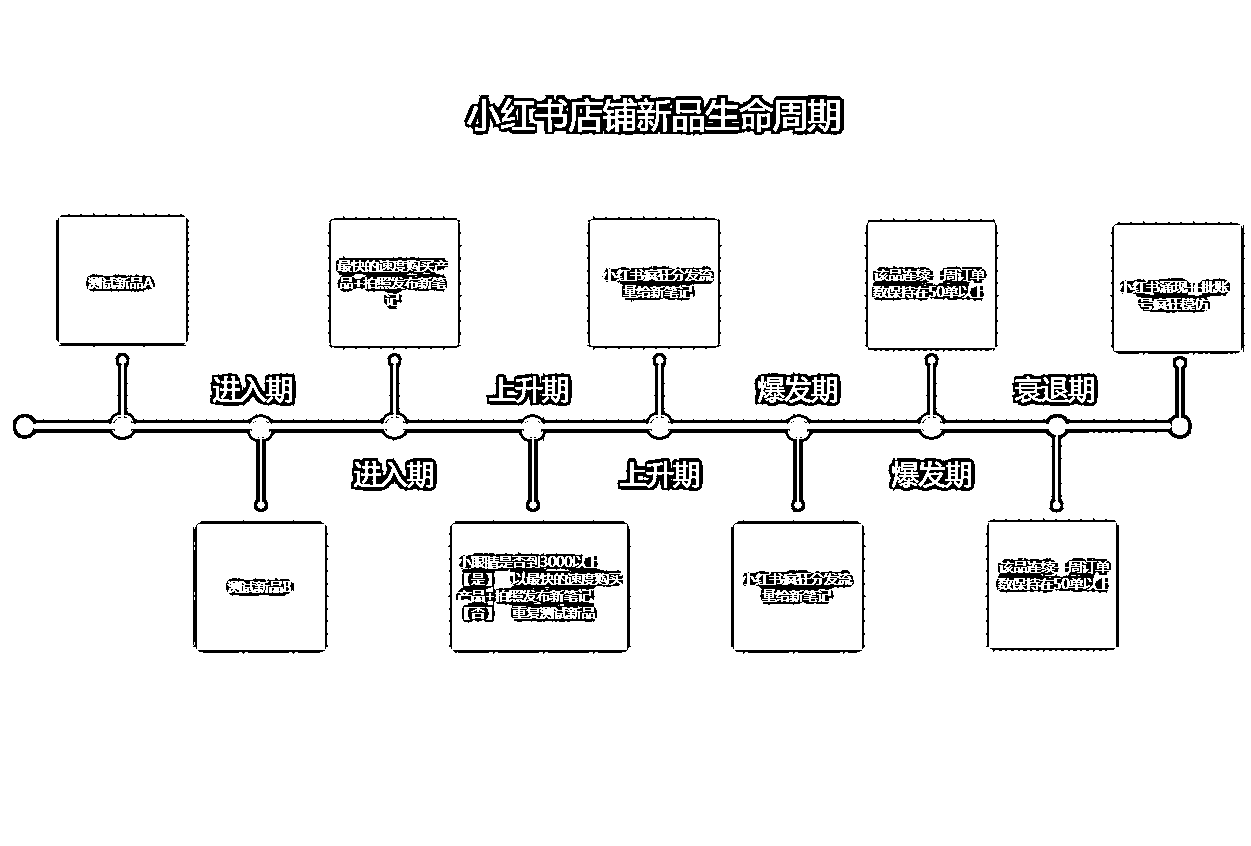 小红书店铺新品生命周期
测试新品A
最快的速度购买产
品+拍照发布新笔
记
小红书疯狂分发流
量给新笔记
该品连续一周订单
数保持在50单以上
小红书涌现一批账
号疯狂模仿
进入期
上升期
爆发期
衰退期
进入期
上升期
爆发期
测试新品B
小眼睛是否到3000以上
【是】 以最快的速度购买
产品+拍照发布新笔记
【否】 重复测试新品
小红书疯狂分发流
量给新笔记
该品连续一周订单
数保持在50单以上